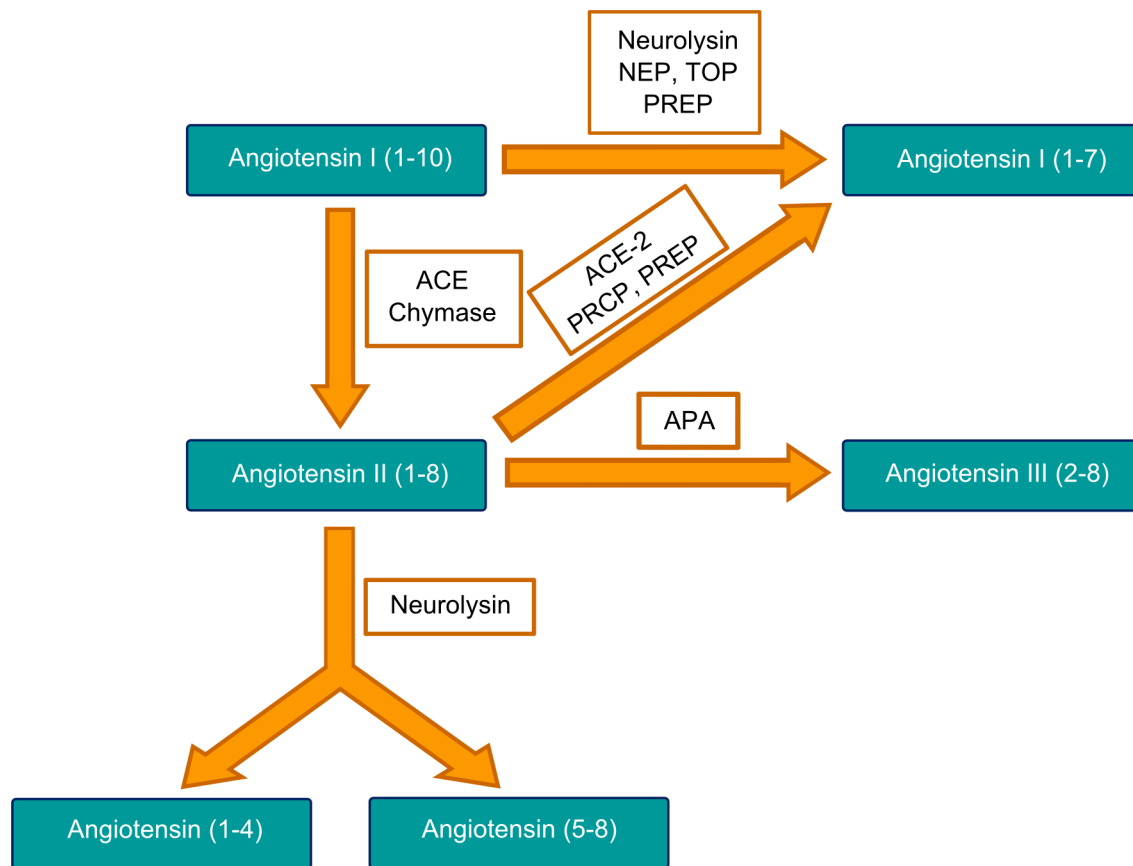 Neurolysin
NEP, TOP
PREP
Angiotensin I (1-10)
Angiotensin I (1-7)
ACE-2
PRCP , PREP
ACE
Chymase
APA
Angiotensin II (1-8)
Angiotensin III (2-8)
Neurolysin
Angiotensin (1-4)
Angiotensin (5-8)